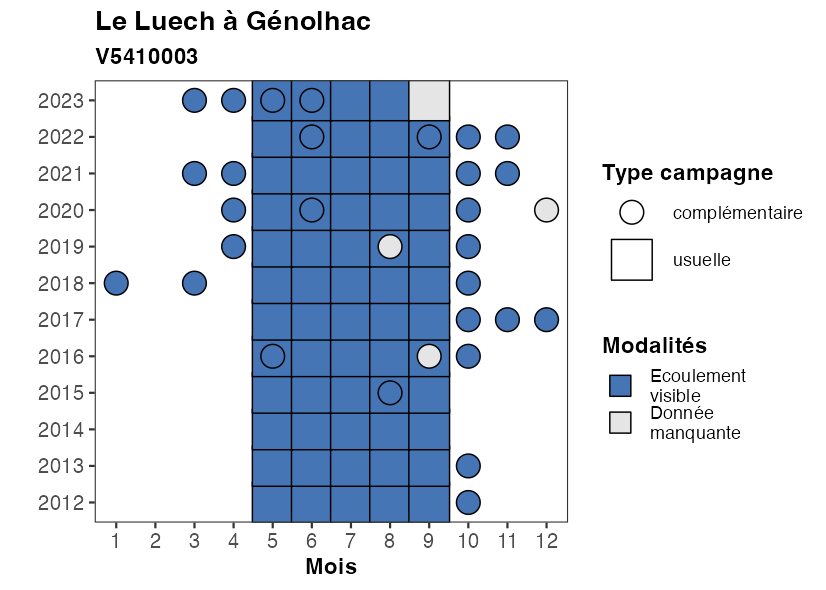 Le Luech à Génolhac
V5410003
2023
2022
2021
2020
2019
2018
2017
2016
2015
2014
2013
2012
1 2 3 4 5 6 7 8 9 10 11 12
Mois
Type campagne
complémentaire
usuelle
Modalités
Ecoulement
visible
Donnée
manquante